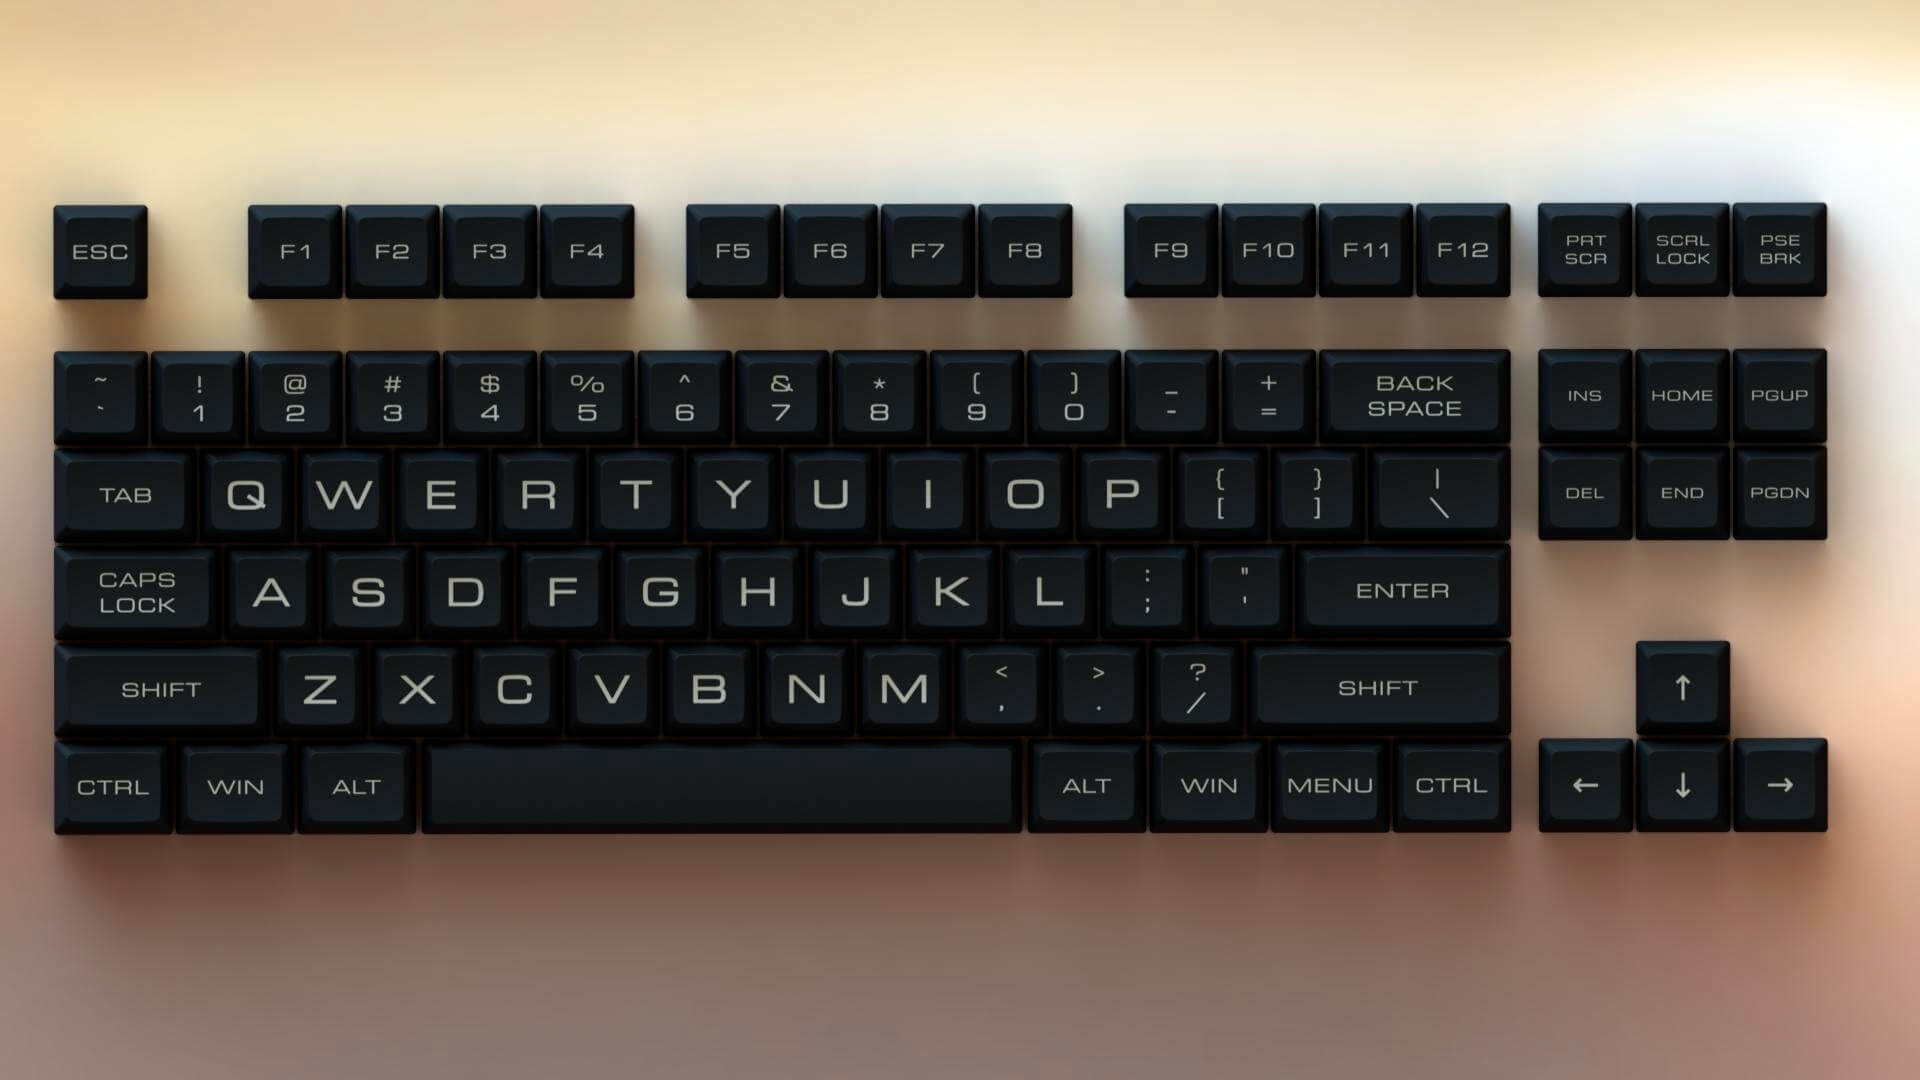 ESC F1 F2 F3 F4 F5 F6 F7 F8 F9 F10 F11 F12 PRT SCR SCRL LOCK PSE BRK
~ ` ! 1 @ 2 # 3 $ 4 % 5 ^ 6 & 7 * 8 ( 9 ) 0 _ - + = BACK SPACE INS HOME PGUP
TAB Q W E R T Y U I O P { [ } ] | \ DEL END PGDN
CAPS LOCK A S D F G H J K L : ; " ' ENTER
SHIFT Z X C V B N M < , > . ? / SHIFT ↑
CTRL WIN ALT ALT WIN MENU CTRL ← ↓ →